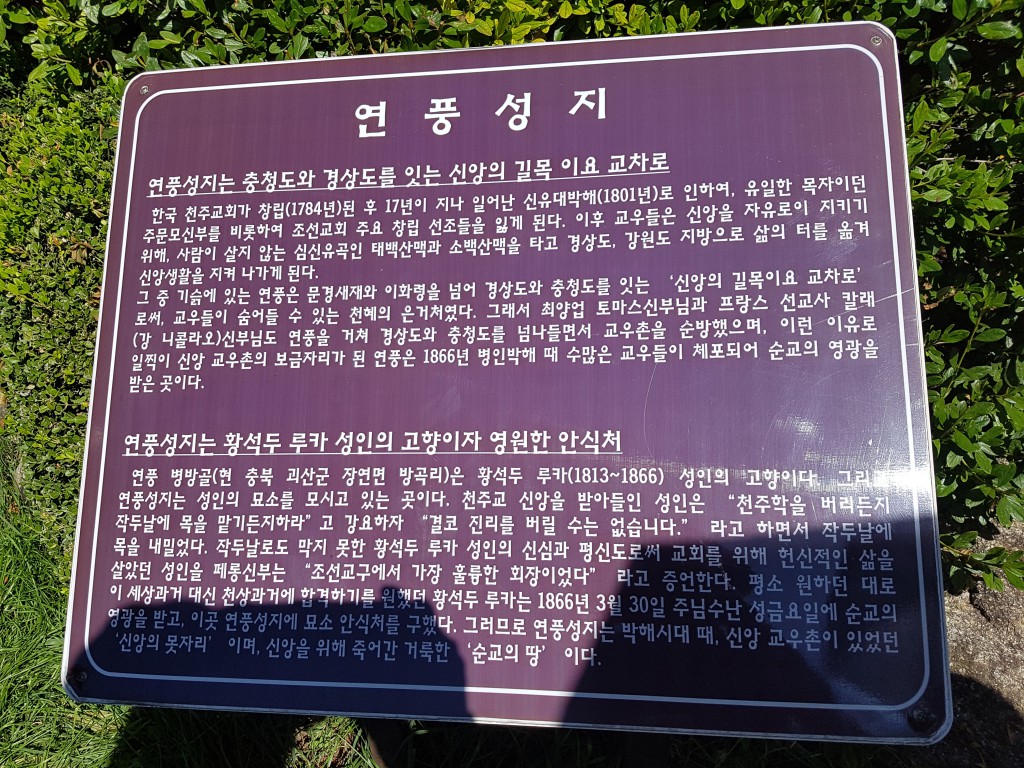 연풍성지
연풍성지는 충청도와 경상도를 잇는 신앙의 길목 이요 교차로
한국 천주교회가 창립(1784년)된 후 17년이 지나 일어난 신유대박해(1801년)로 인하여, 유일한 목자이던
주문모신부를 비롯하여 조선교회 주요 창립 선조들을 잃게 된다. 이후 교우들은 신앙을 자유로이 지키기
위해, 사람이 살지 않는 심신유곡인 태백산맥과 소백산맥을 타고 경상도, 강원도 지방으로 삶의 터를 옮겨
신앙생활을 지켜 나가게 된다.
그 중 기슭에 있는 연풍은 문경새재와 이화령을 넘어 경상도와 충청도를 잇는 ‘신앙의 길목이요 교차로’
로써, 교우들이 숨어들 수 있는 천혜의 은거처였다. 그래서 최양업 토마스신부님과 프랑스 선교사 칼래
(강 니콜라오)신부님도 연풍을 거쳐 경상도와 충청도를 넘나들면서 교우촌을 순방했으며, 이런 이유로
일찍이 신앙 교우촌의 보금자리가 된 연풍은 1866년 병인박해 때 수많은 교우들이 체포되어 순교의 영광을
받은 곳이다.
연풍성지는 황석두 루카 성인의 고향이자 영원한 안식처
연풍 병방골(현 충북 괴산군 장연면 방곡리)은 황석두 루카(1813~1866) 성인의 고향이다
연풍성지는 성인의 묘소를 모시고 있는 곳이다. 천주교 신앙을 받아들인 성인은 “천주학을 버리든지
작두날에 목을 맡기든지하라”고 강요하자 “결코 진리를 버릴 수는 없습니다.” 라고 하면서 작두날에
목을 내밀었다. 작두날로도 막지 못한 황석두 루카 성인의 신심과 평신도로써 교회를 위해 헌신적인 삶을
살았던 성인을 페롱신부는 “조선교구에서 가장 훌륭한 회장이었다” 라고 증언한다. 평소 원하던 대로
이 세상과거 대신 천상과거에 합격하기를 원했던 황석두 루카는 1866년 3월 30일 주님수난 성금요일에 순교의
영광을 받고, 이곳 연풍성지에 묘소 안식처를 구했다. 그러므로 연풍성지는 박해시대 때, 신앙 교우촌이 있었던
‘신앙의 못자리’ 이며, 신앙을 위해 죽어간 거룩한 ‘순교의 땅’ 이다.